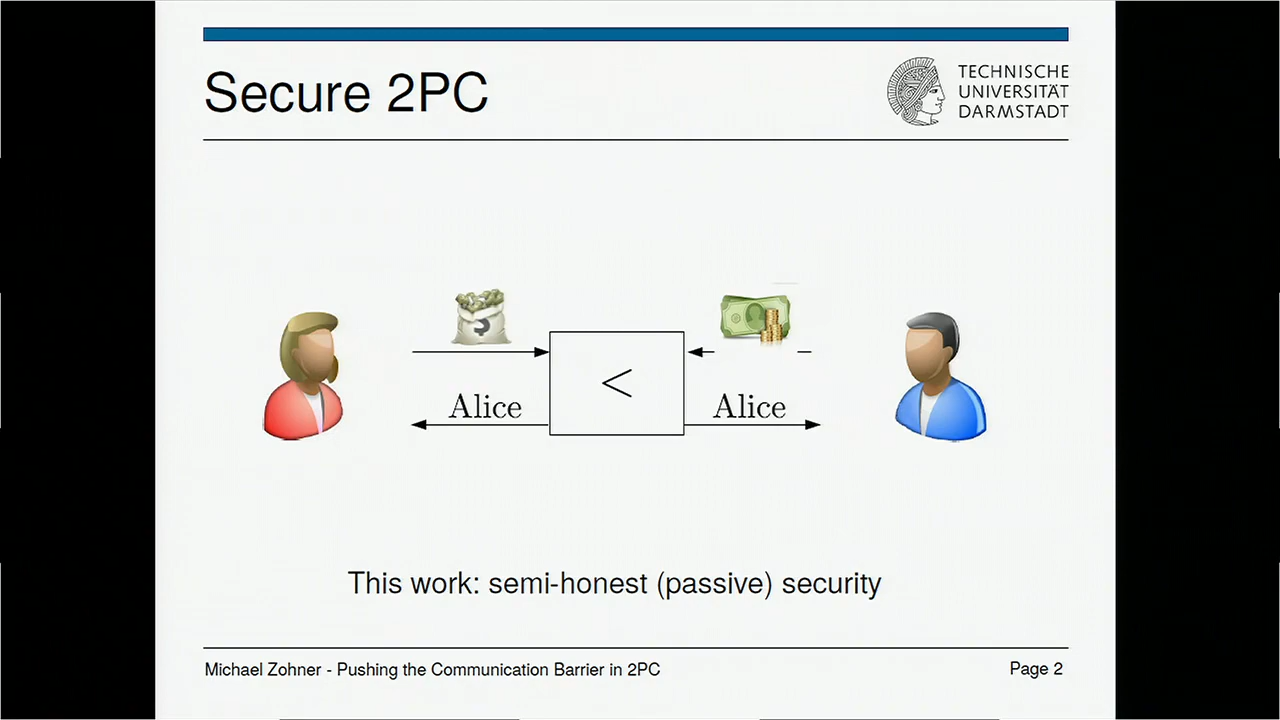 Secure 2PC
TECHNISCHE
UNIVERSITÄT
DARMSTADT
<
Alice
Alice
This work: semi-honest (passive) security
Michael Zohner - Pushing the Communication Barrier in 2PC
Page 2